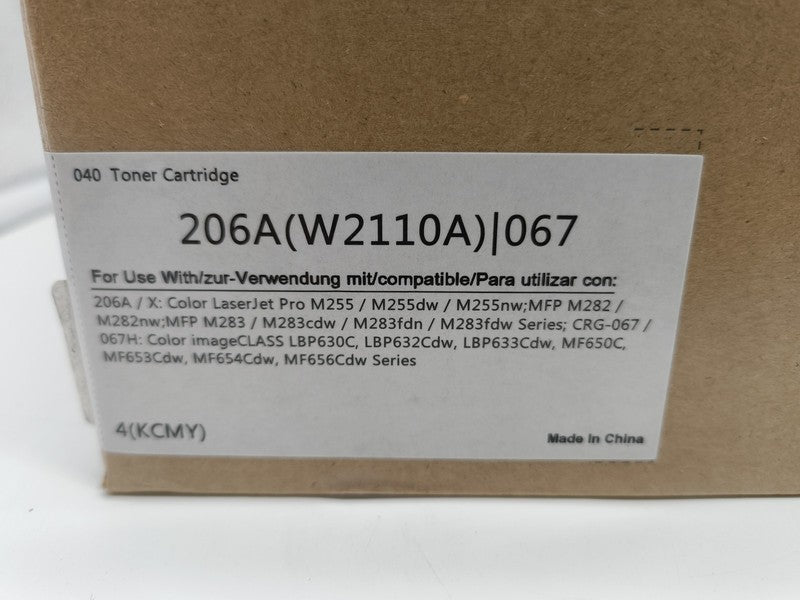 040 Toner Cartridge
206A(W2110A)|067
For Use With/zur-Verwendung mit/compatible/Para utilizar con:
206A / X: Color LaserJet Pro M255 / M255dw / M255nw;MFP M282 /
M282nw;MFP M283 / M283cdw / M283fdn / M283fdw Series; CRG-067 /
067H: Color imageCLASS LBP630C, LBP632Cdw, LBP633Cdw, MF650C,
MF653Cdw, MF654Cdw, MF656Cdw Series
4(KCMY)
Made In China